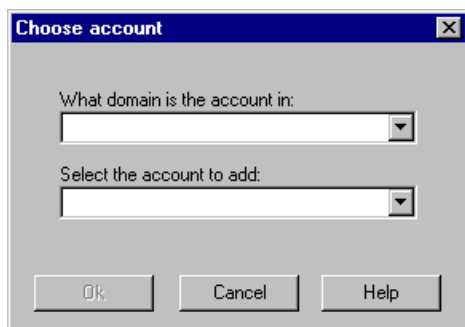 Choose account
What domain is the account in:
Select the account to add:
Ok Cancel Help